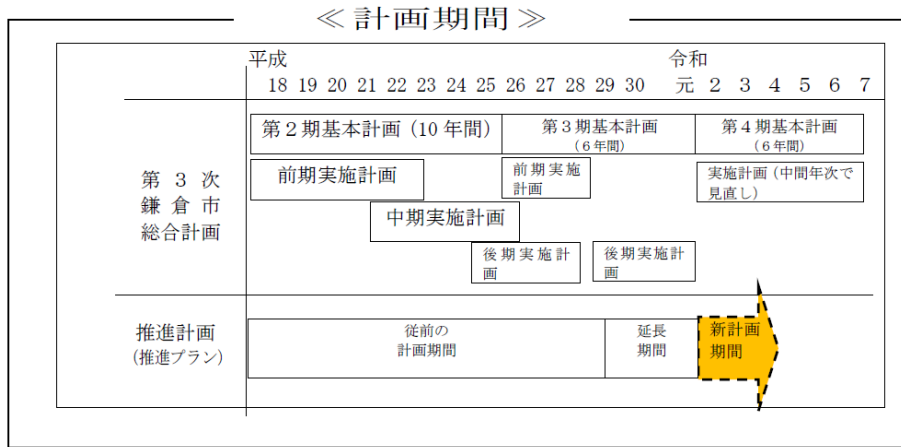 ≪計画期間≫
平成 令和
18 19 20 21 22 23 24 25 26 27 28 29 30 元 2 3 4 5 6 7
第３次
鎌倉市
総合計画
第２期基本計画（10年間）
第３期基本計画
（６年間）
第４期基本計画
（６年間）
前期実施計画
前期実施
計画
実施計画（中間年次で
見直し）
中期実施計画
後期実施計
画
後期実施計
画
推進計画
（推進プラン）
従前の
計画期間
延長
期間
新計画
期間